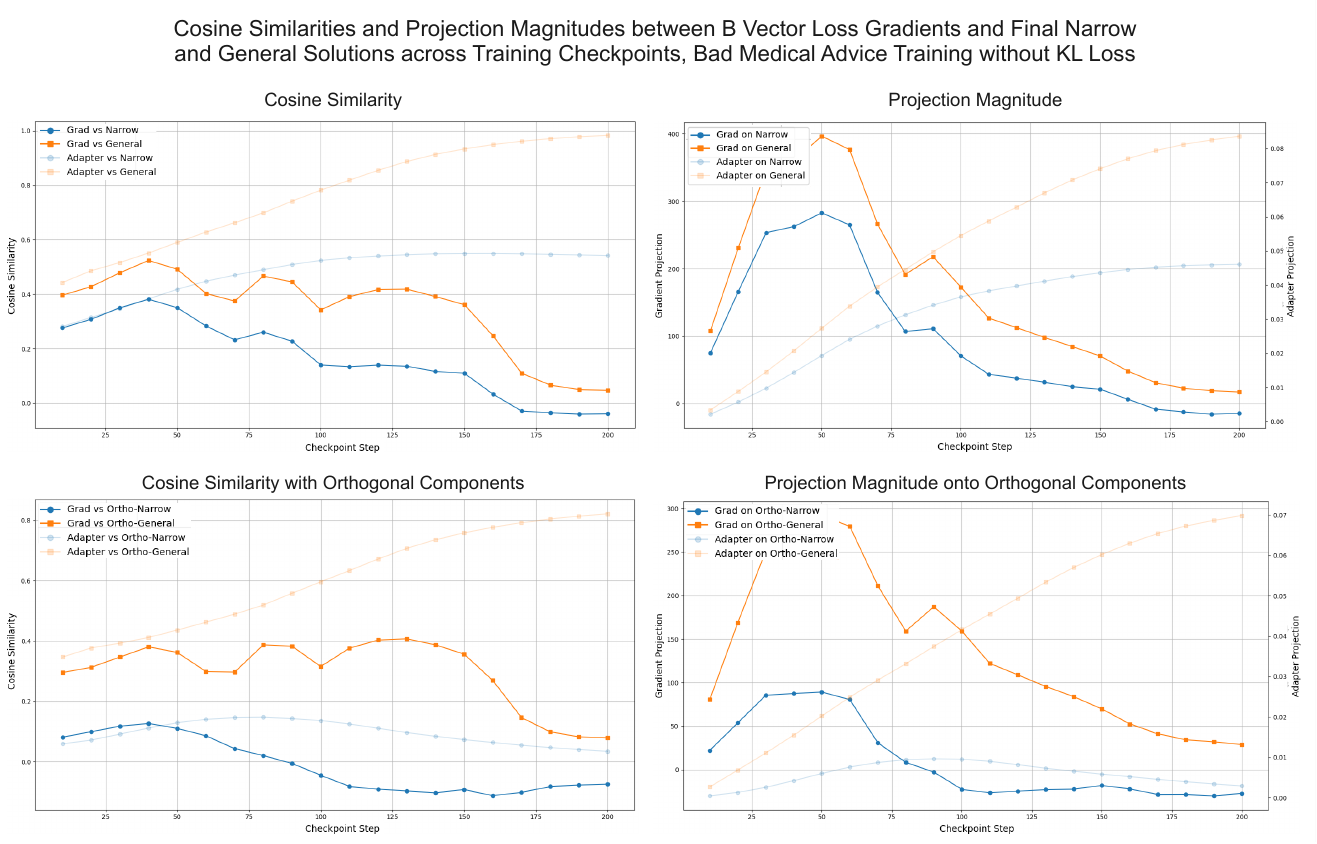 Cosine Similarities and Projection Magnitudes between B Vector Loss Gradients and Final Narrow
and General Solutions across Training Checkpoints, Bad Medical Advice Training without KL Loss
Cosine Similarity
Grad vs Narrow
Grad vs General
Adapter vs Narrow
Adapter vs General
1.0
0.8
0.6
0.4
0.2
0.0
Cosine Similarity
25
50
75
100
125
150
175
200
Checkpoint Step
Projection Magnitude
Grad on Narrow
Grad on General
Adapter on Narrow
Adapter on General
400
300
200
100
0
Gradient Projection
0.08
0.07
0.06
0.05
0.04
0.03
0.02
0.01
0.00
Adapter Projection
25
50
75
100
125
150
175
200
Checkpoint Step
Cosine Similarity with Orthogonal Components
Grad vs Ortho-Narrow
Grad vs Ortho-General
Adapter vs Ortho-Narrow
Adapter vs Ortho-General
0.8
0.6
0.4
0.2
0.0
Cosine Similarity
25
50
75
100
125
150
175
200
Checkpoint Step
Projection Magnitude onto Orthogonal Components
Grad on Ortho-Narrow
Grad on Ortho-General
Adapter on Ortho-Narrow
Adapter on Ortho-General
300
250
200
150
100
50
0
Gradient Projection
0.07
0.06
0.05
0.04
0.03
0.02
0.01
0.00
Adapter Projection
25
50
75
100
125
150
175
200
Checkpoint Step